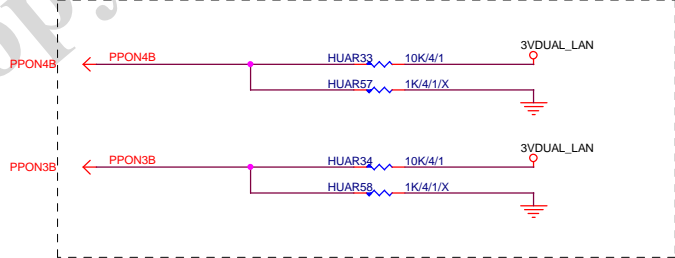 3VDUAL_LAN
PPON4B PPON4B HUAR33 10K/4/1
HUAR57 1K/4/1/X
3VDUAL_LAN
PPON3B PPON3B HUAR34 10K/4/1
HUAR58 1K/4/1/X